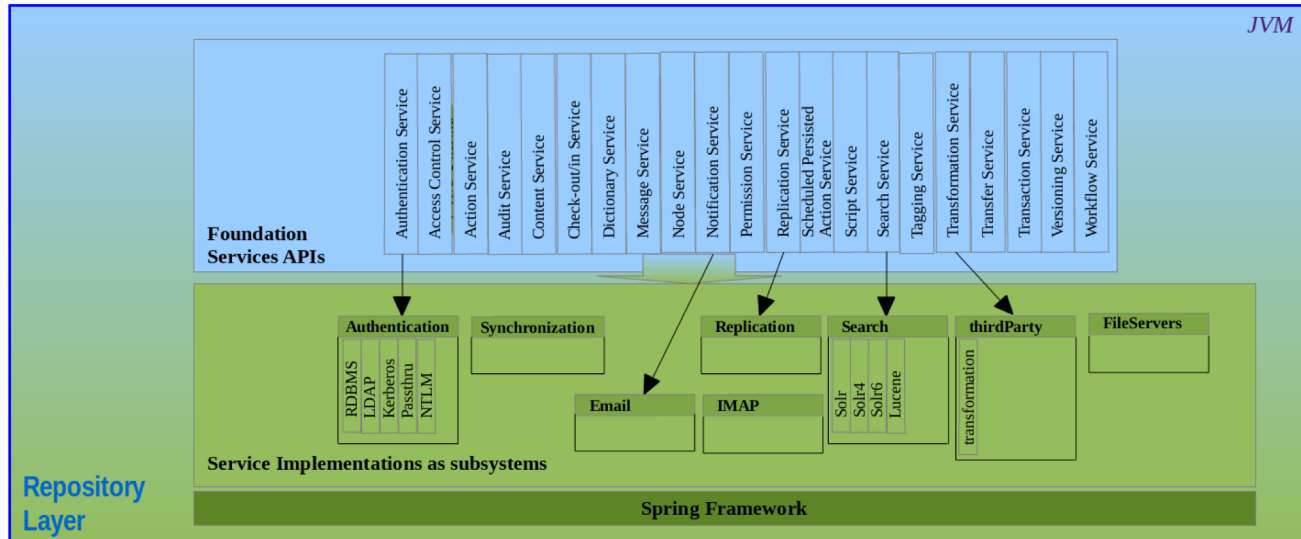 JVM
Authentication Service
Access Control Service
Action Service
Audit Service
Content Service
Check-out/in Service
Dictionary Service
Message Service
Node Service
Notification Service
Permission Service
Replication Service
Scheduled Persisted
Action Service
Script Service
Search Service
Tagging Service
Transformation Service
Transfer Service
Transaction Service
Versioning Service
Workflow Service
Foundation
Services APIs
Authentication
RDBMS
LDAP
Kerberos
Passthru
NTLM
Synchronization
Email
Replication
IMAP
Search
Solr
Solr4
Solr6
Lucene
thirdParty
transformation
FileServers
Service Implementations as subsystems
Repository
Layer
Spring Framework